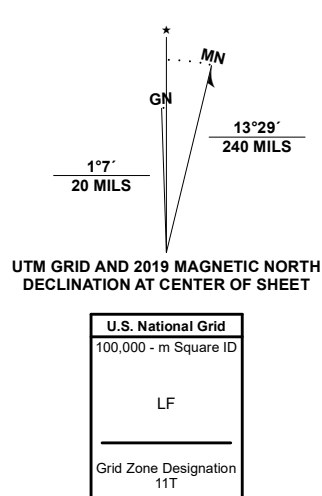 ★
MN
GN
13°29´
240 MILS
1°7´
20 MILS
UTM GRID AND 2019 MAGNETIC NORTH
DECLINATION AT CENTER OF SHEET
U.S. National Grid
100,000 - m Square ID
LF
Grid Zone Designation
11T